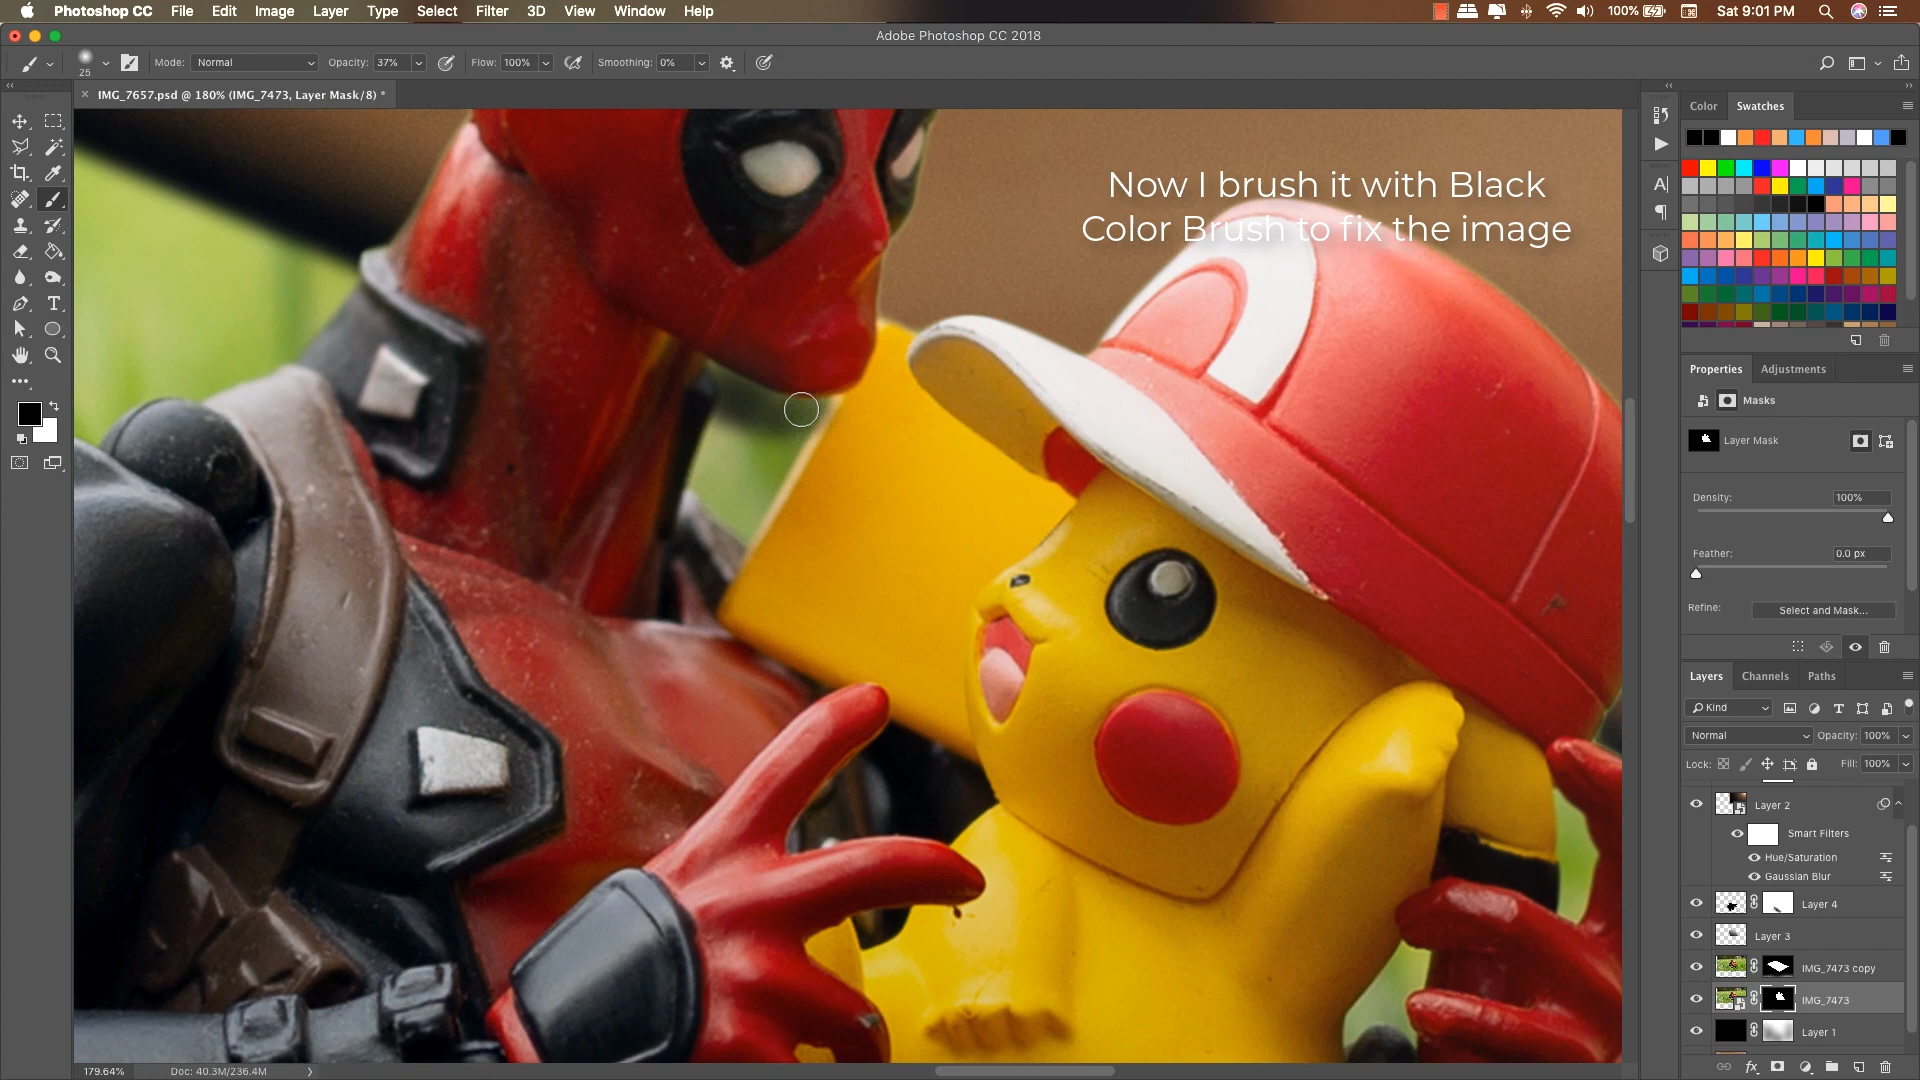 Photoshop CC File Edit Image Layer Type Select Filter 3D View Window Help 100% Sat 9:01 PM
Adobe Photoshop CC 2018
25 Mode: Normal Opacity: 37% Flow: 100% Smoothing: 0%
IMG_7657.psd @ 180% (IMG_7473, Layer Mask/8) *
Color Swatches
Now I brush it with Black
Color Brush to fix the image
Properties Adjustments
Masks
Layer Mask
Density: 100%
Feather: 0.0 px
Refine: Select and Mask...
Layers Channels Paths
Kind
Normal Opacity: 100%
Lock: Fill: 100%
Layer 2
Smart Filters
Hue/Saturation
Gaussian Blur
Layer 4
Layer 3
IMG_7473 copy
IMG_7473
Layer 1
179.64% Doc: 40.3M/236.4M